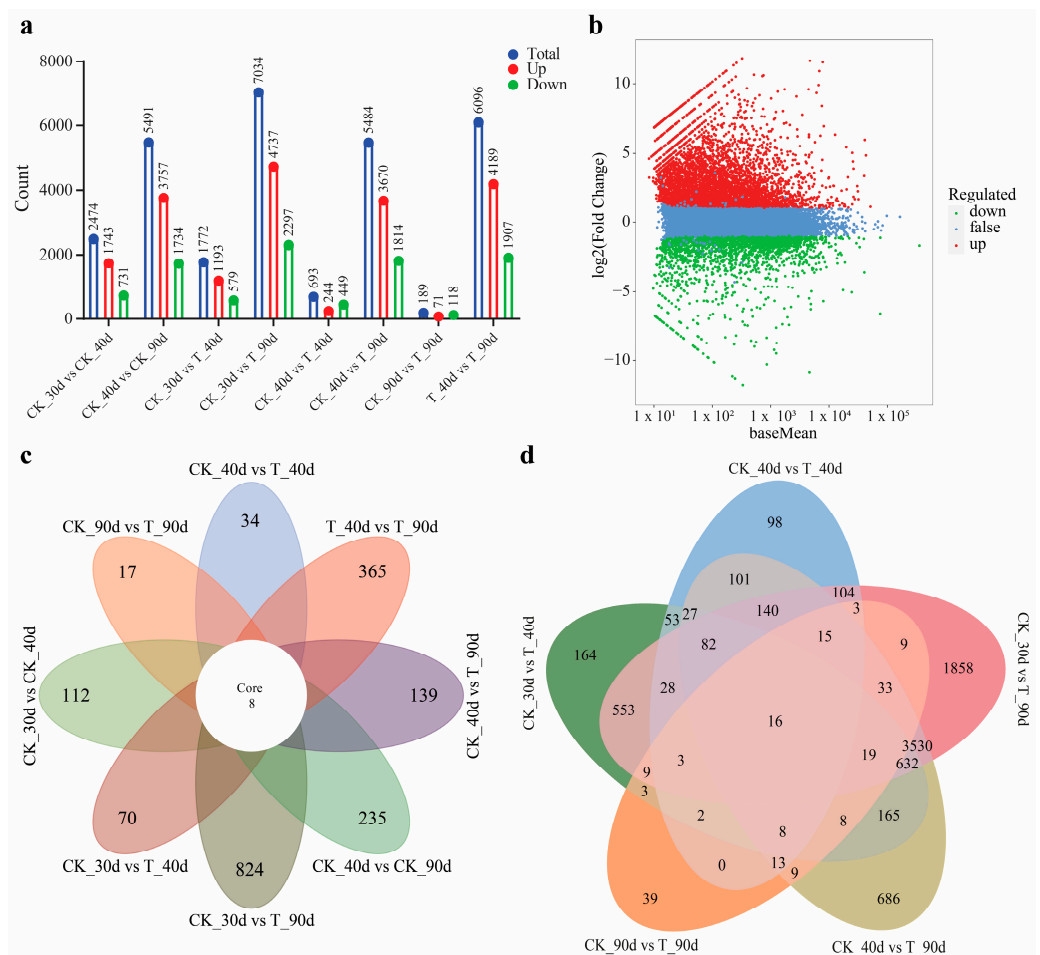 a
8000
6000
4000
2000
0
Count
Total
Up
Down
2474
1743
731
5491
3757
1734
1772
1193
579
7034
4737
2297
693
244
449
5484
3670
1814
189
71
118
6096
4189
1907
CK_30d vs CK_40d
CK_40d vs CK_90d
CK_30d vs T_40d
CK_30d vs T_90d
CK_40d vs T_40d
CK_40d vs T_90d
CK_90d vs T_90d
T_40d vs T_90d
b
10
5
0
−5
−10
log2(Fold Change)
1 x 10¹
1 x 10²
1 x 10³
1 x 10⁴
1 x 10⁵
baseMean
Regulated
down
false
up
c
CK_40d vs T_40d
34
CK_90d vs T_90d
17
T_40d vs T_90d
365
CK_30d vs CK_40d
112
Core
8
139
CK_40d vs T_90d
70
CK_30d vs T_40d
235
CK_40d vs CK_90d
824
CK_30d vs T_90d
d
CK_40d vs T_40d
98
101
104
3
53
27
140
15
9
82
164
CK_30d vs T_40d
1858
CK_30d vs T_90d
28
33
553
16
3530
632
19
3
9
3
2
8
8
165
0
13
9
39
686
CK_90d vs T_90d
CK_40d vs T_90d